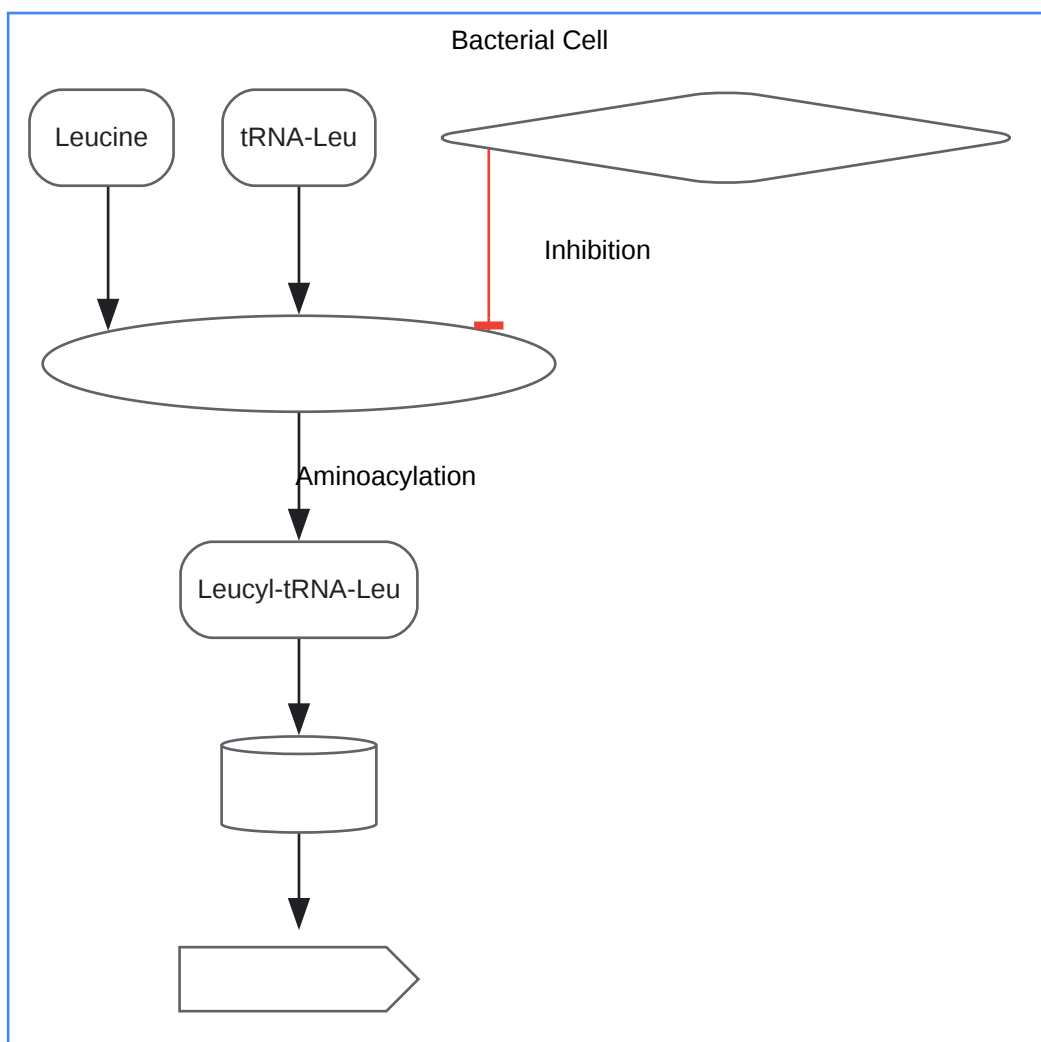 Bacterial Cell
Leucine
tRNA-Leu
Inhibition
Aminoacylation
Leucyl-tRNA-Leu